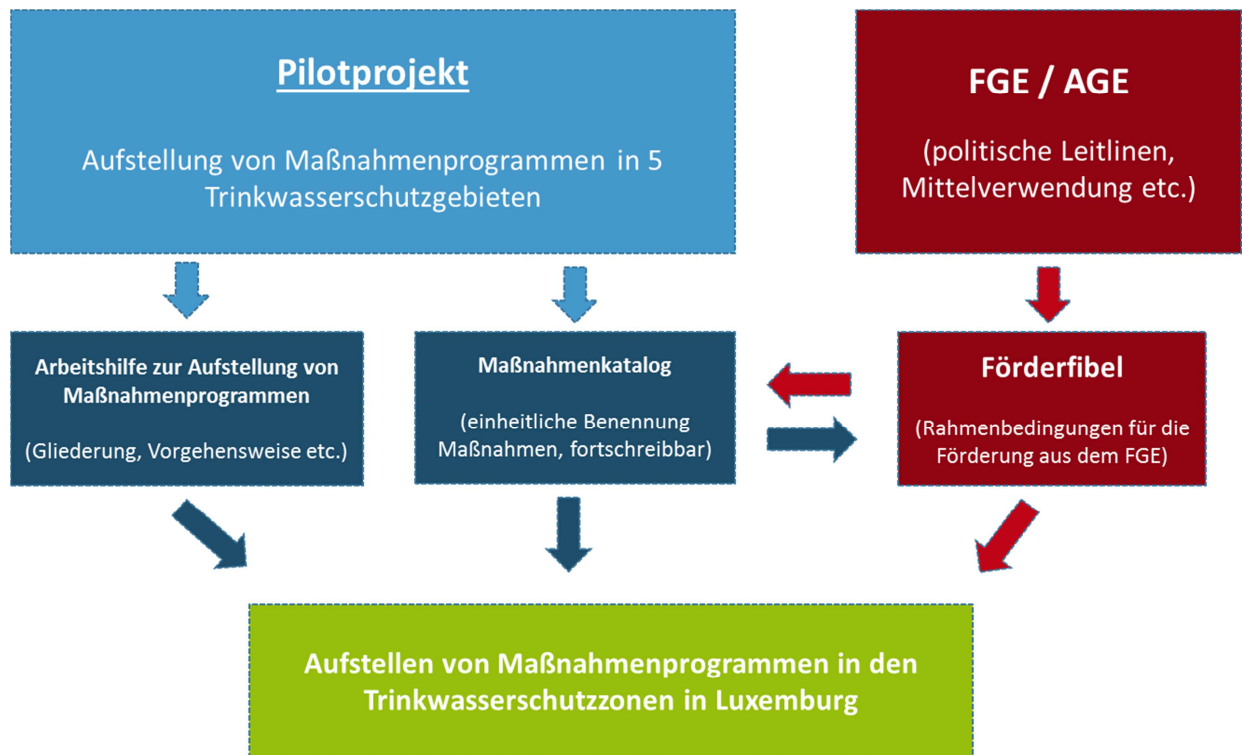 Pilotprojekt
Aufstellung von Maßnahmenprogrammen in 5
Trinkwasserschutzgebieten
FGE / AGE
(politische Leitlinen,
Mittelverwendung etc.)
Arbeitshilfe zur Aufstellung von
Maßnahmenprogrammen
(Gliederung, Vorgehensweise etc.)
Maßnahmenkatalog
(einheitliche Benennung
Maßnahmen, fortschreibbar)
Förderfibel
(Rahmenbedingungen für die
Förderung aus dem FGE)
Aufstellen von Maßnahmenprogrammen in den
Trinkwasserschutzzonen in Luxemburg